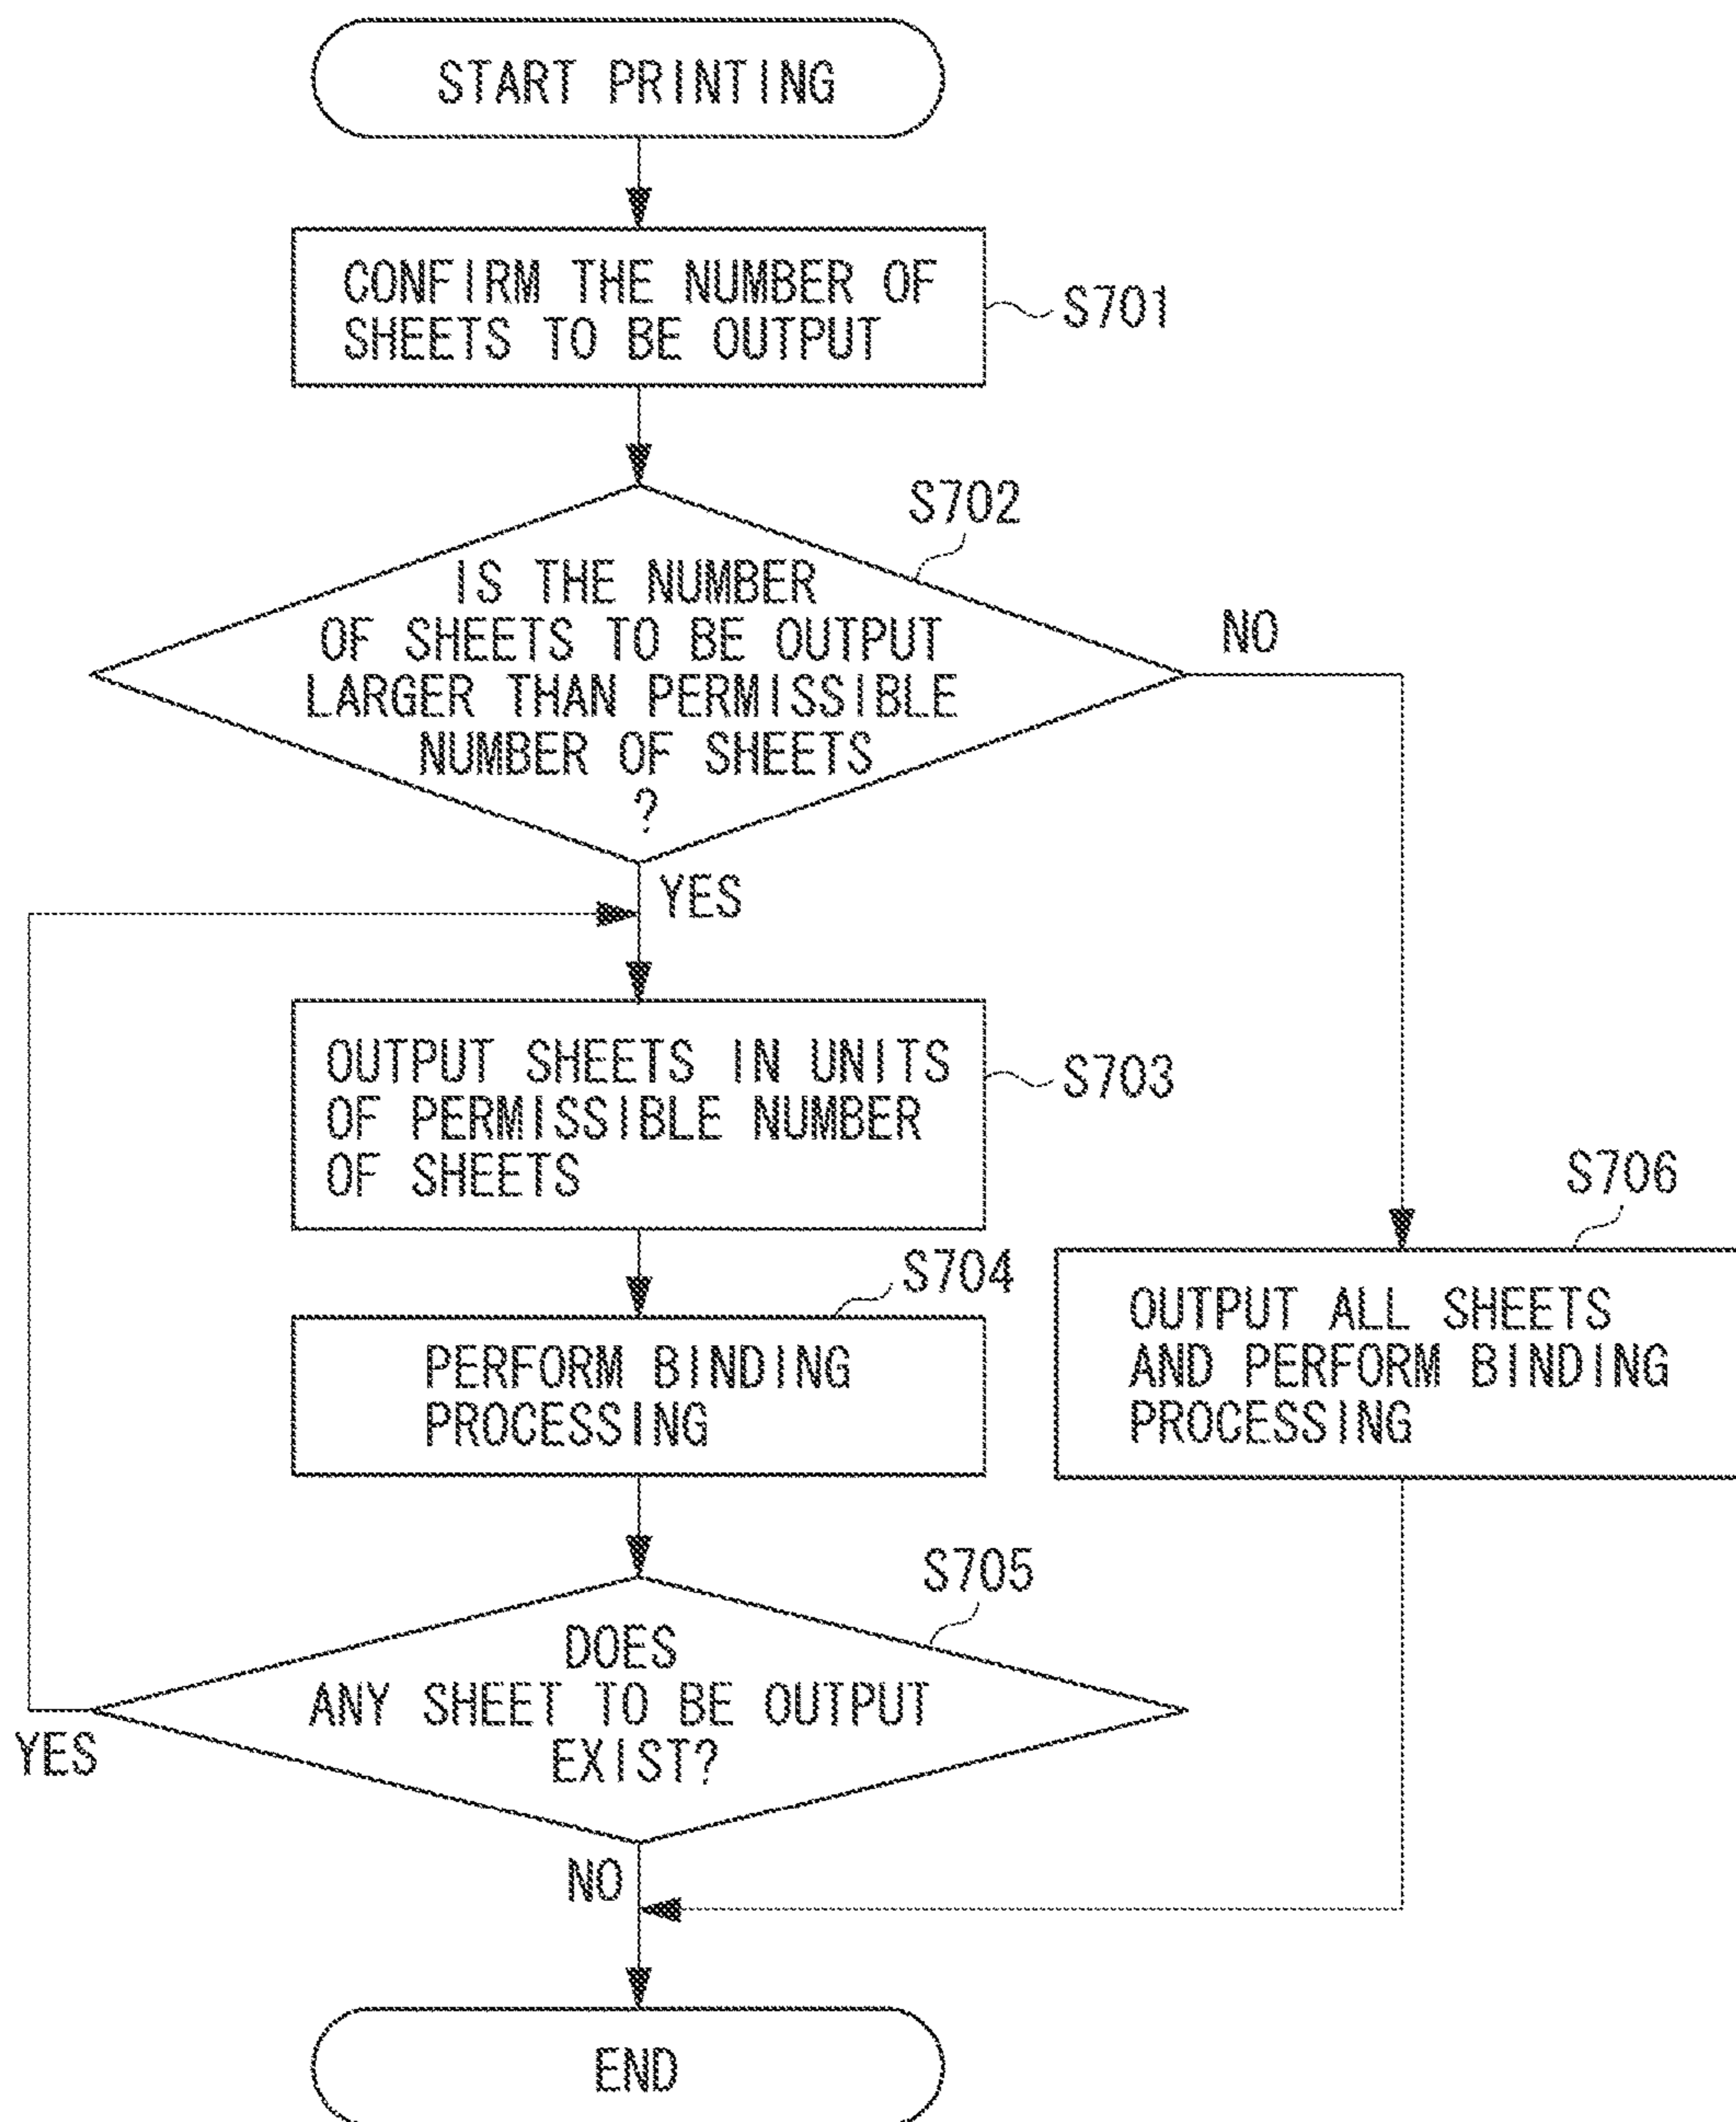 START PRINTING
CONFIRM THE NUMBER OF
SHEETS TO BE OUTPUT
S701
S702
IS THE NUMBER
OF SHEETS TO BE OUTPUT
LARGER THAN PERMISSIBLE
NUMBER OF SHEETS
?
NO
YES
OUTPUT SHEETS IN UNITS
OF PERMISSIBLE NUMBER
OF SHEETS
S703
S704
PERFORM BINDING
PROCESSING
S706
OUTPUT ALL SHEETS
AND PERFORM BINDING
PROCESSING
S705
DOES
ANY SHEET TO BE OUTPUT
EXIST?
YES
NO
END